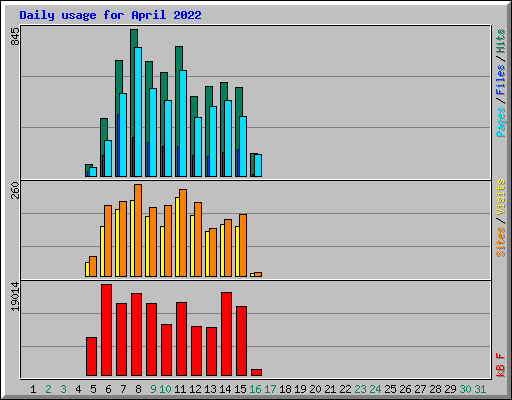 Daily usage for April 2022
845
Pages/Files/Hits
260
Sites/Visits
19014
kB F
1 2 3 4 5 6 7 8 9 10 11 12 13 14 15 16 17 18 19 20 21 22 23 24 25 26 27 28 29 30 31